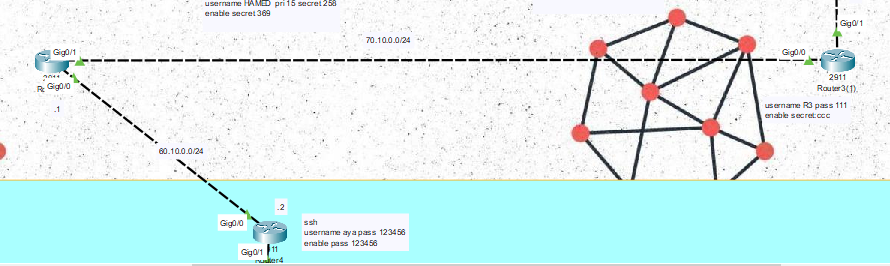 username HAMED pri 15 secret 258
enable secret 369
Gig0/1
70.10.0.0/24
Gig0/1
Gig0/0
2911
Router3(1)
Gig0/0
.1
username R3 pass 111
enable secret:ccc
60.10.0.0/24
.2
Gig0/0
ssh
username aya pass 123456
enable pass 123456
Gig0/1